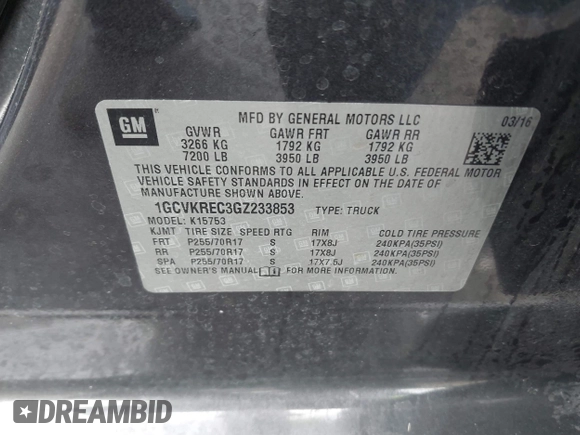 GM
MFD BY GENERAL MOTORS LLC 03/16
GVWR GAWR FRT GAWR RR
3266 KG 1792 KG 1792 KG
7200 LB 3950 LB 3950 LB
THIS VEHICLE CONFORMS TO ALL APPLICABLE U.S. FEDERAL MOTOR
VEHICLE SAFETY STANDARDS IN EFFECT ON THE DATE OF
MANUFACTURE SHOWN ABOVE.
1GCVKREC3GZ233853 TYPE: TRUCK
MODEL: K15753
KJMT TIRE SIZE SPEED RTG RIM COLD TIRE PRESSURE
FRT P255/70R17 S 17X8J 240KPA(35PSI)
RR P255/70R17 S 17X8J 240KPA(35PSI)
SPA P255/70R17 S 17X7.5J 240KPA(35PSI)
SEE OWNER'S MANUAL FOR MORE INFORMATION.
DREAMBID